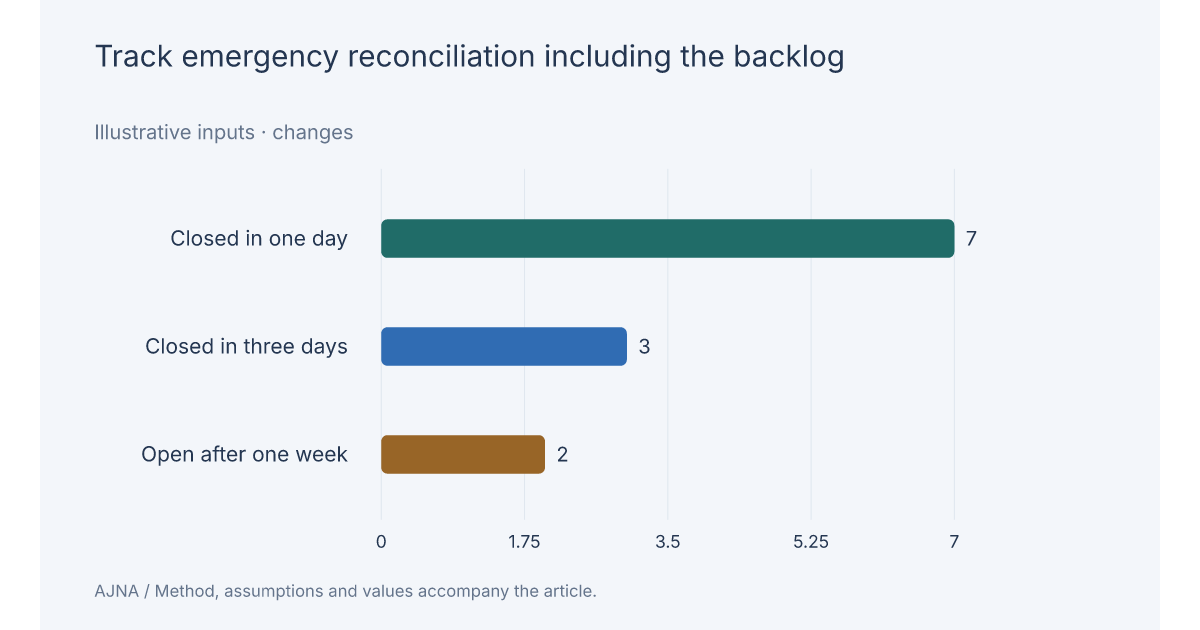 Track emergency reconciliation including the backlog
Illustrative inputs · changes
Closed in one day
7
Closed in three days
3
Open after one week
2
0 1.75 3.5 5.25 7
AJNA / Method, assumptions and values accompany the article.